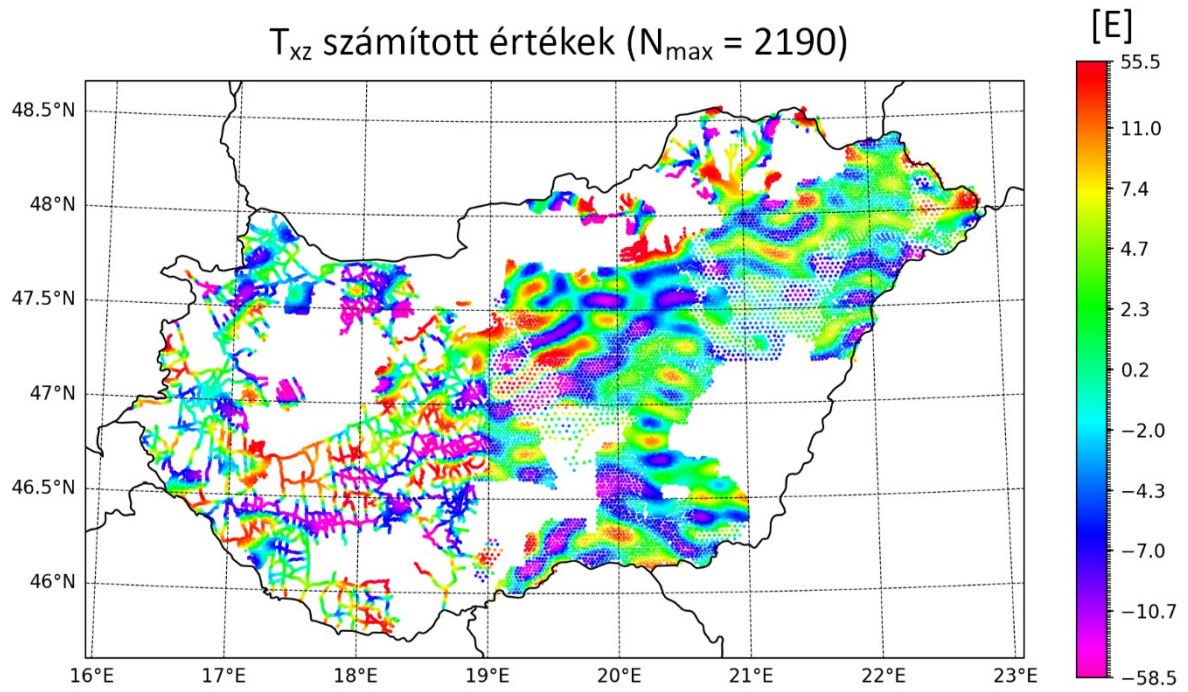 T_xz számított értékek (N_max = 2190)
[E]
55.5
11.0
7.4
4.7
2.3
0.2
−2.0
−4.3
−7.0
−10.7
−58.5
48.5°N
48°N
47.5°N
47°N
46.5°N
46°N
16°E 17°E 18°E 19°E 20°E 21°E 22°E 23°E